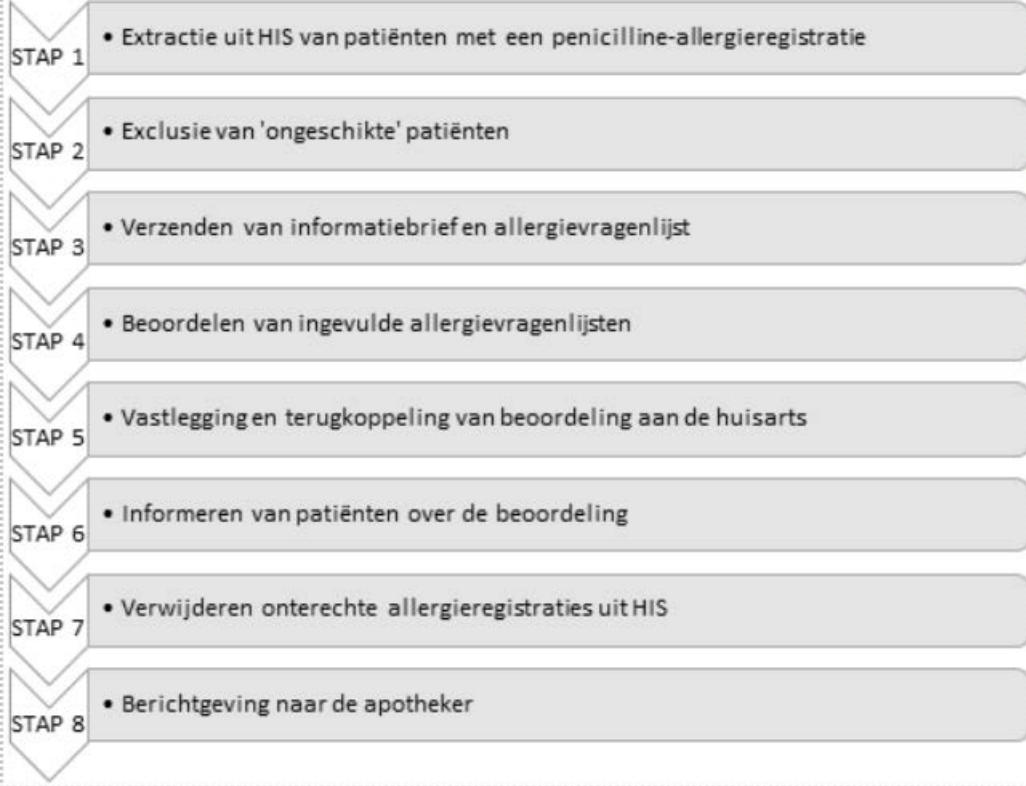 STAP 1
• Extractie uit HIS van patiënten met een penicilline-allergieregistratie
STAP 2
• Exclusie van 'ongeschikte' patiënten
STAP 3
• Verzenden van informatiebrief en allergievragenlijst
STAP 4
• Beoordelen van ingevulde allergievragenlijsten
STAP 5
• Vastlegging en terugkoppeling van beoordeling aan de huisarts
STAP 6
• Informeren van patiënten over de beoordeling
STAP 7
• Verwijderen onterechte allergieregistraties uit HIS
STAP 8
• Berichtgeving naar de apotheker